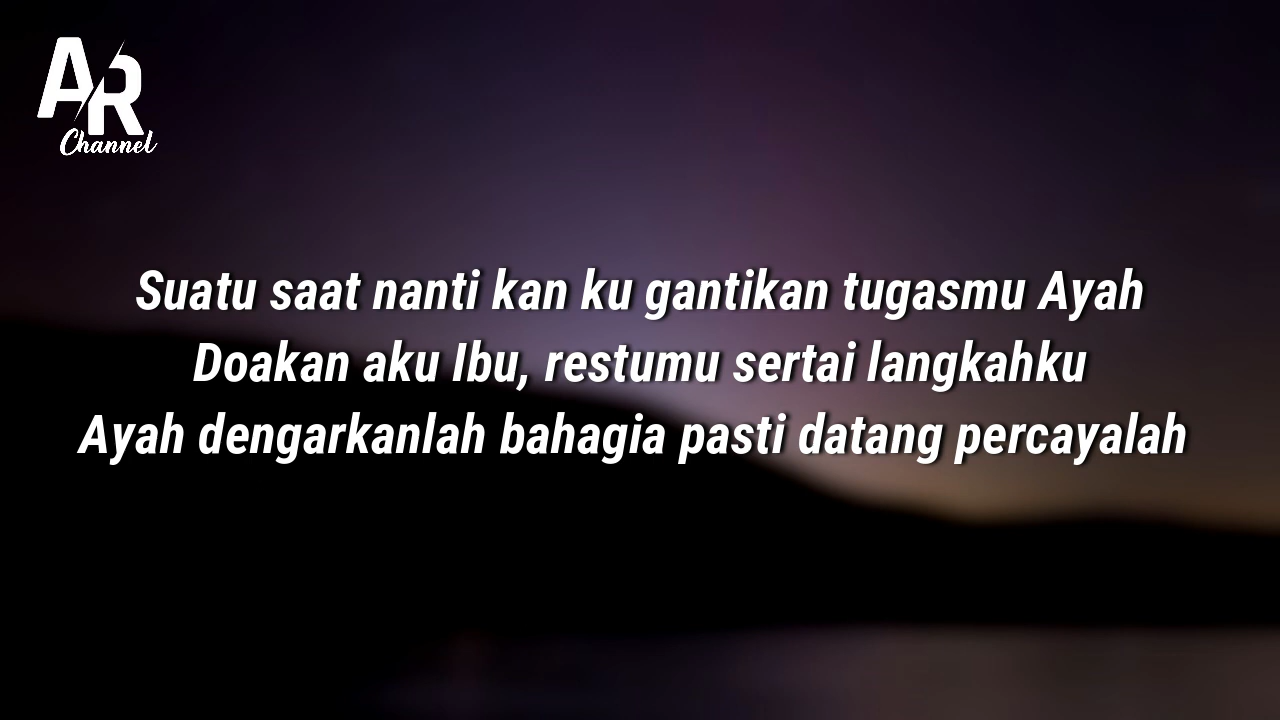 AR
Channel
Suatu saat nanti kan ku gantikan tugasmu Ayah
Doakan aku Ibu, restumu sertai langkahku
Ayah dengarkanlah bahagia pasti datang percayalah